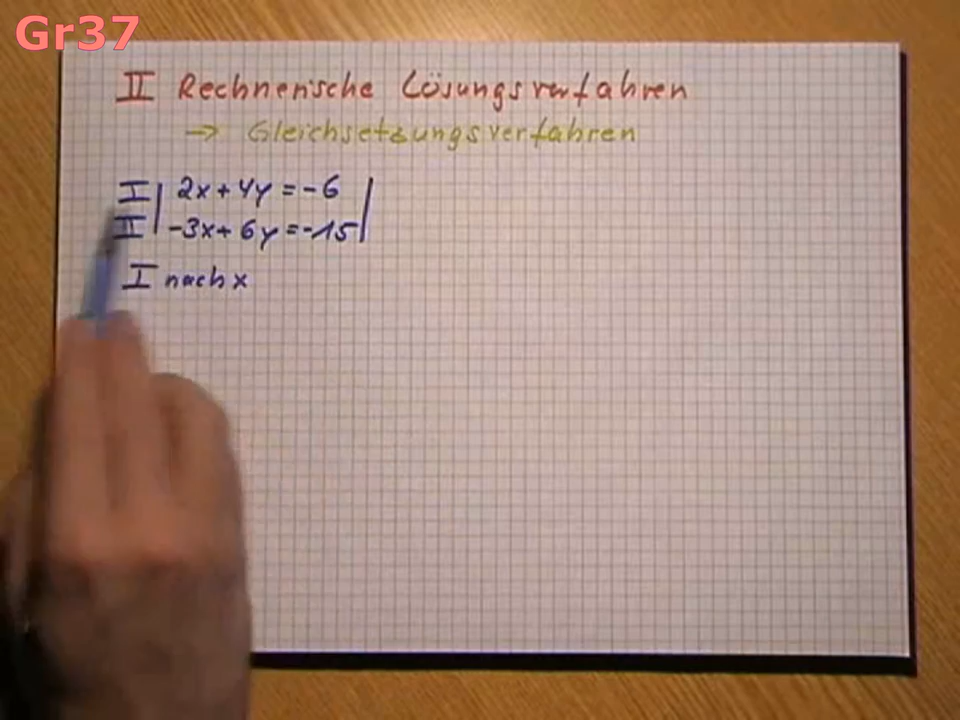 Gr37
II Rechnerische Lösungsverfahren
→ Gleichsetzungsverfahren
I | 2x + 4y = -6 |
II | -3x + 6y = -15 |
I nach x